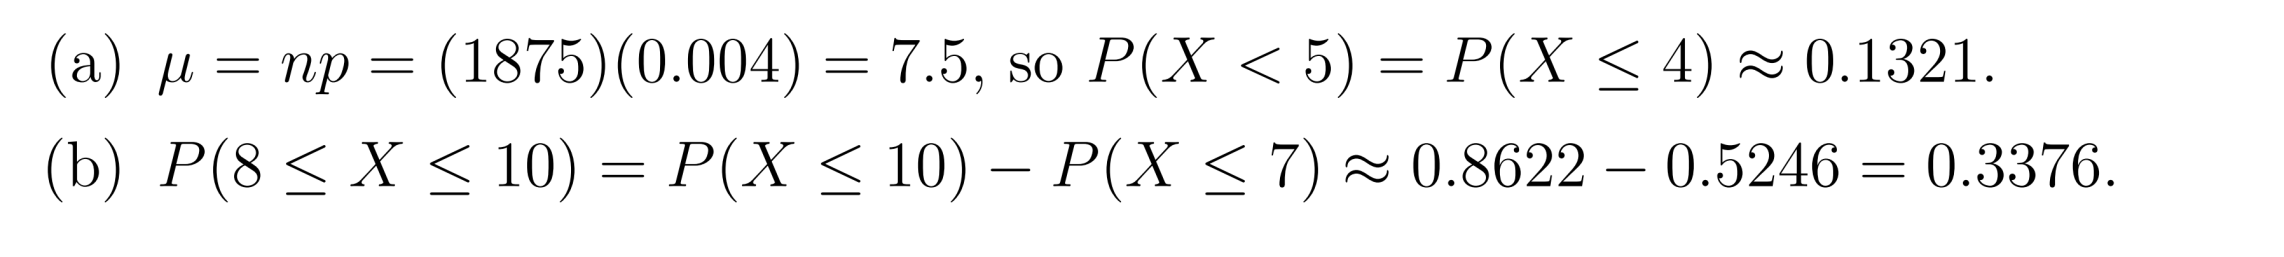 (a) μ = np = (1875)(0.004) = 7.5, so P(X < 5) = P(X ≤ 4) ≈ 0.1321.
(b) P(8 ≤ X ≤ 10) = P(X ≤ 10) − P(X ≤ 7) ≈ 0.8622 − 0.5246 = 0.3376.